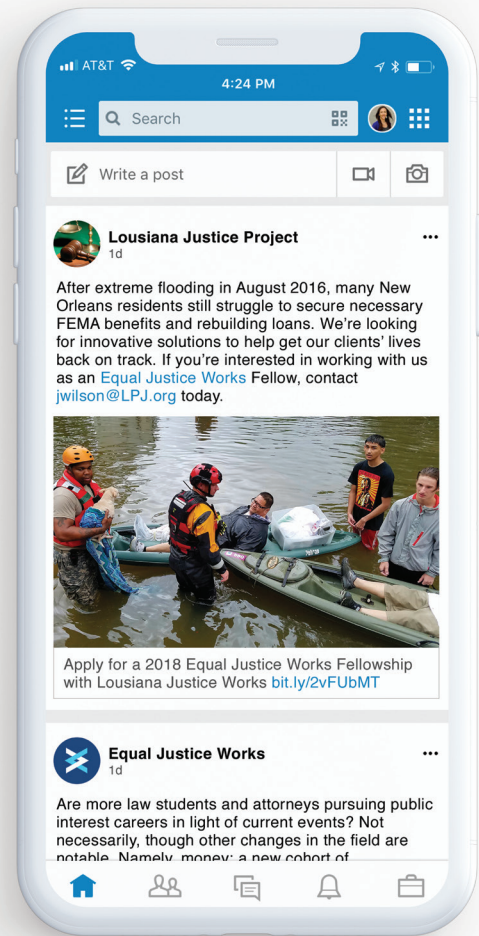 AT&T
4:24 PM
Search
Write a post
Lousiana Justice Project
1d
After extreme flooding in August 2016, many New
Orleans residents still struggle to secure necessary
FEMA benefits and rebuilding loans. We’re looking
for innovative solutions to help get our clients’ lives
back on track. If you’re interested in working with us
as an Equal Justice Works Fellow, contact
jwilson@LPJ.org today.
Apply for a 2018 Equal Justice Works Fellowship
with Lousiana Justice Works bit.ly/2vFUbMT
Equal Justice Works
1d
Are more law students and attorneys pursuing public
interest careers in light of current events? Not
necessarily, though other changes in the field are
notable. Namely, money: a new cohort of